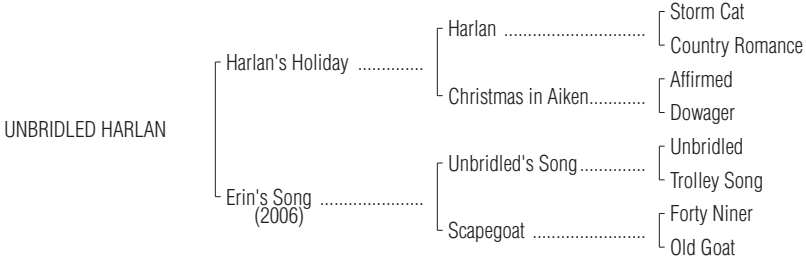 Storm Cat
Harlan ..............................
Country Romance
Harlan's Holiday ..............
Affirmed
Christmas in Aiken............
Dowager
UNBRIDLED HARLAN
Unbridled
Unbridled's Song..............
Trolley Song
Erin's Song ......................
(2006)
Forty Niner
Scapegoat ........................
Old Goat